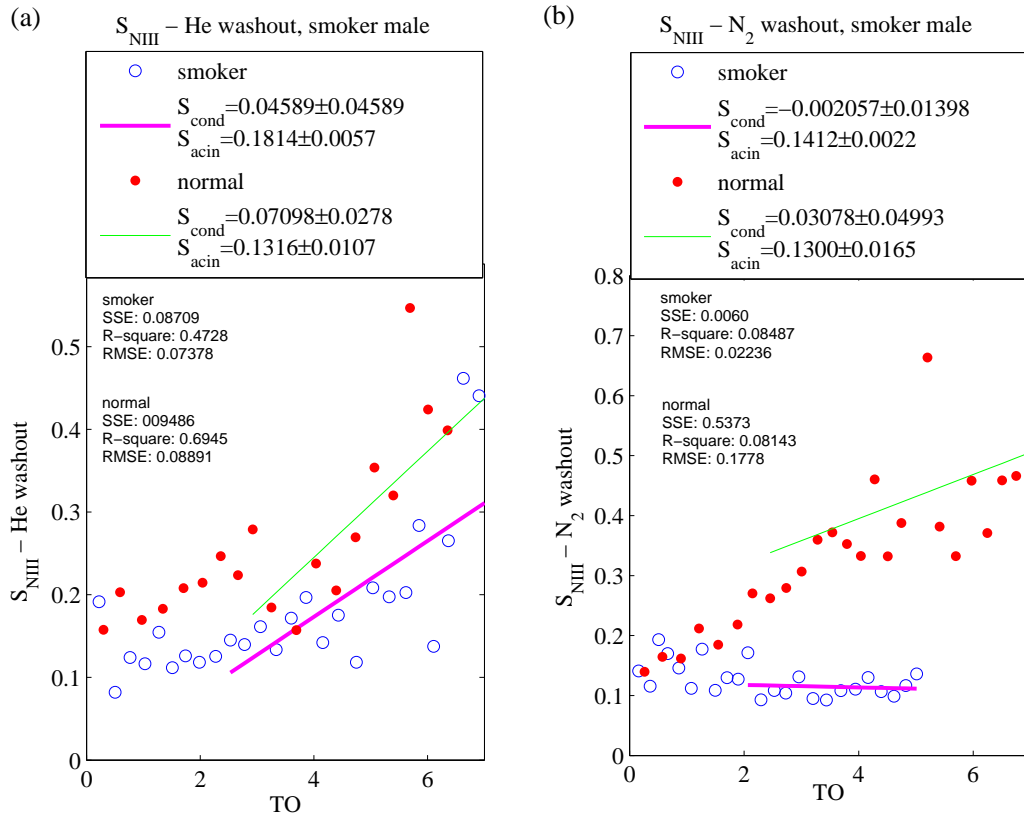 (a)
S_NIII − He washout, smoker male
smoker
S_cond=0.04589±0.04589
S_acin=0.1814±0.0057
normal
S_cond=0.07098±0.0278
S_acin=0.1316±0.0107
smoker
SSE: 0.08709
R−square: 0.4728
RMSE: 0.07378
normal
SSE: 009486
R−square: 0.6945
RMSE: 0.08891
S_NIII − He washout
0.5
0.4
0.3
0.2
0.1
0
0 2 4 6
TO
(b)
S_NIII − N_2 washout, smoker male
smoker
S_cond=−0.002057±0.01398
S_acin=0.1412±0.0022
normal
S_cond=0.03078±0.04993
S_acin=0.1300±0.0165
smoker
SSE: 0.0060
R−square: 0.08487
RMSE: 0.02236
normal
SSE: 0.5373
R−square: 0.08143
RMSE: 0.1778
S_NIII − N_2 washout
0.8
0.7
0.6
0.5
0.4
0.3
0.2
0.1
0
0 2 4 6
TO